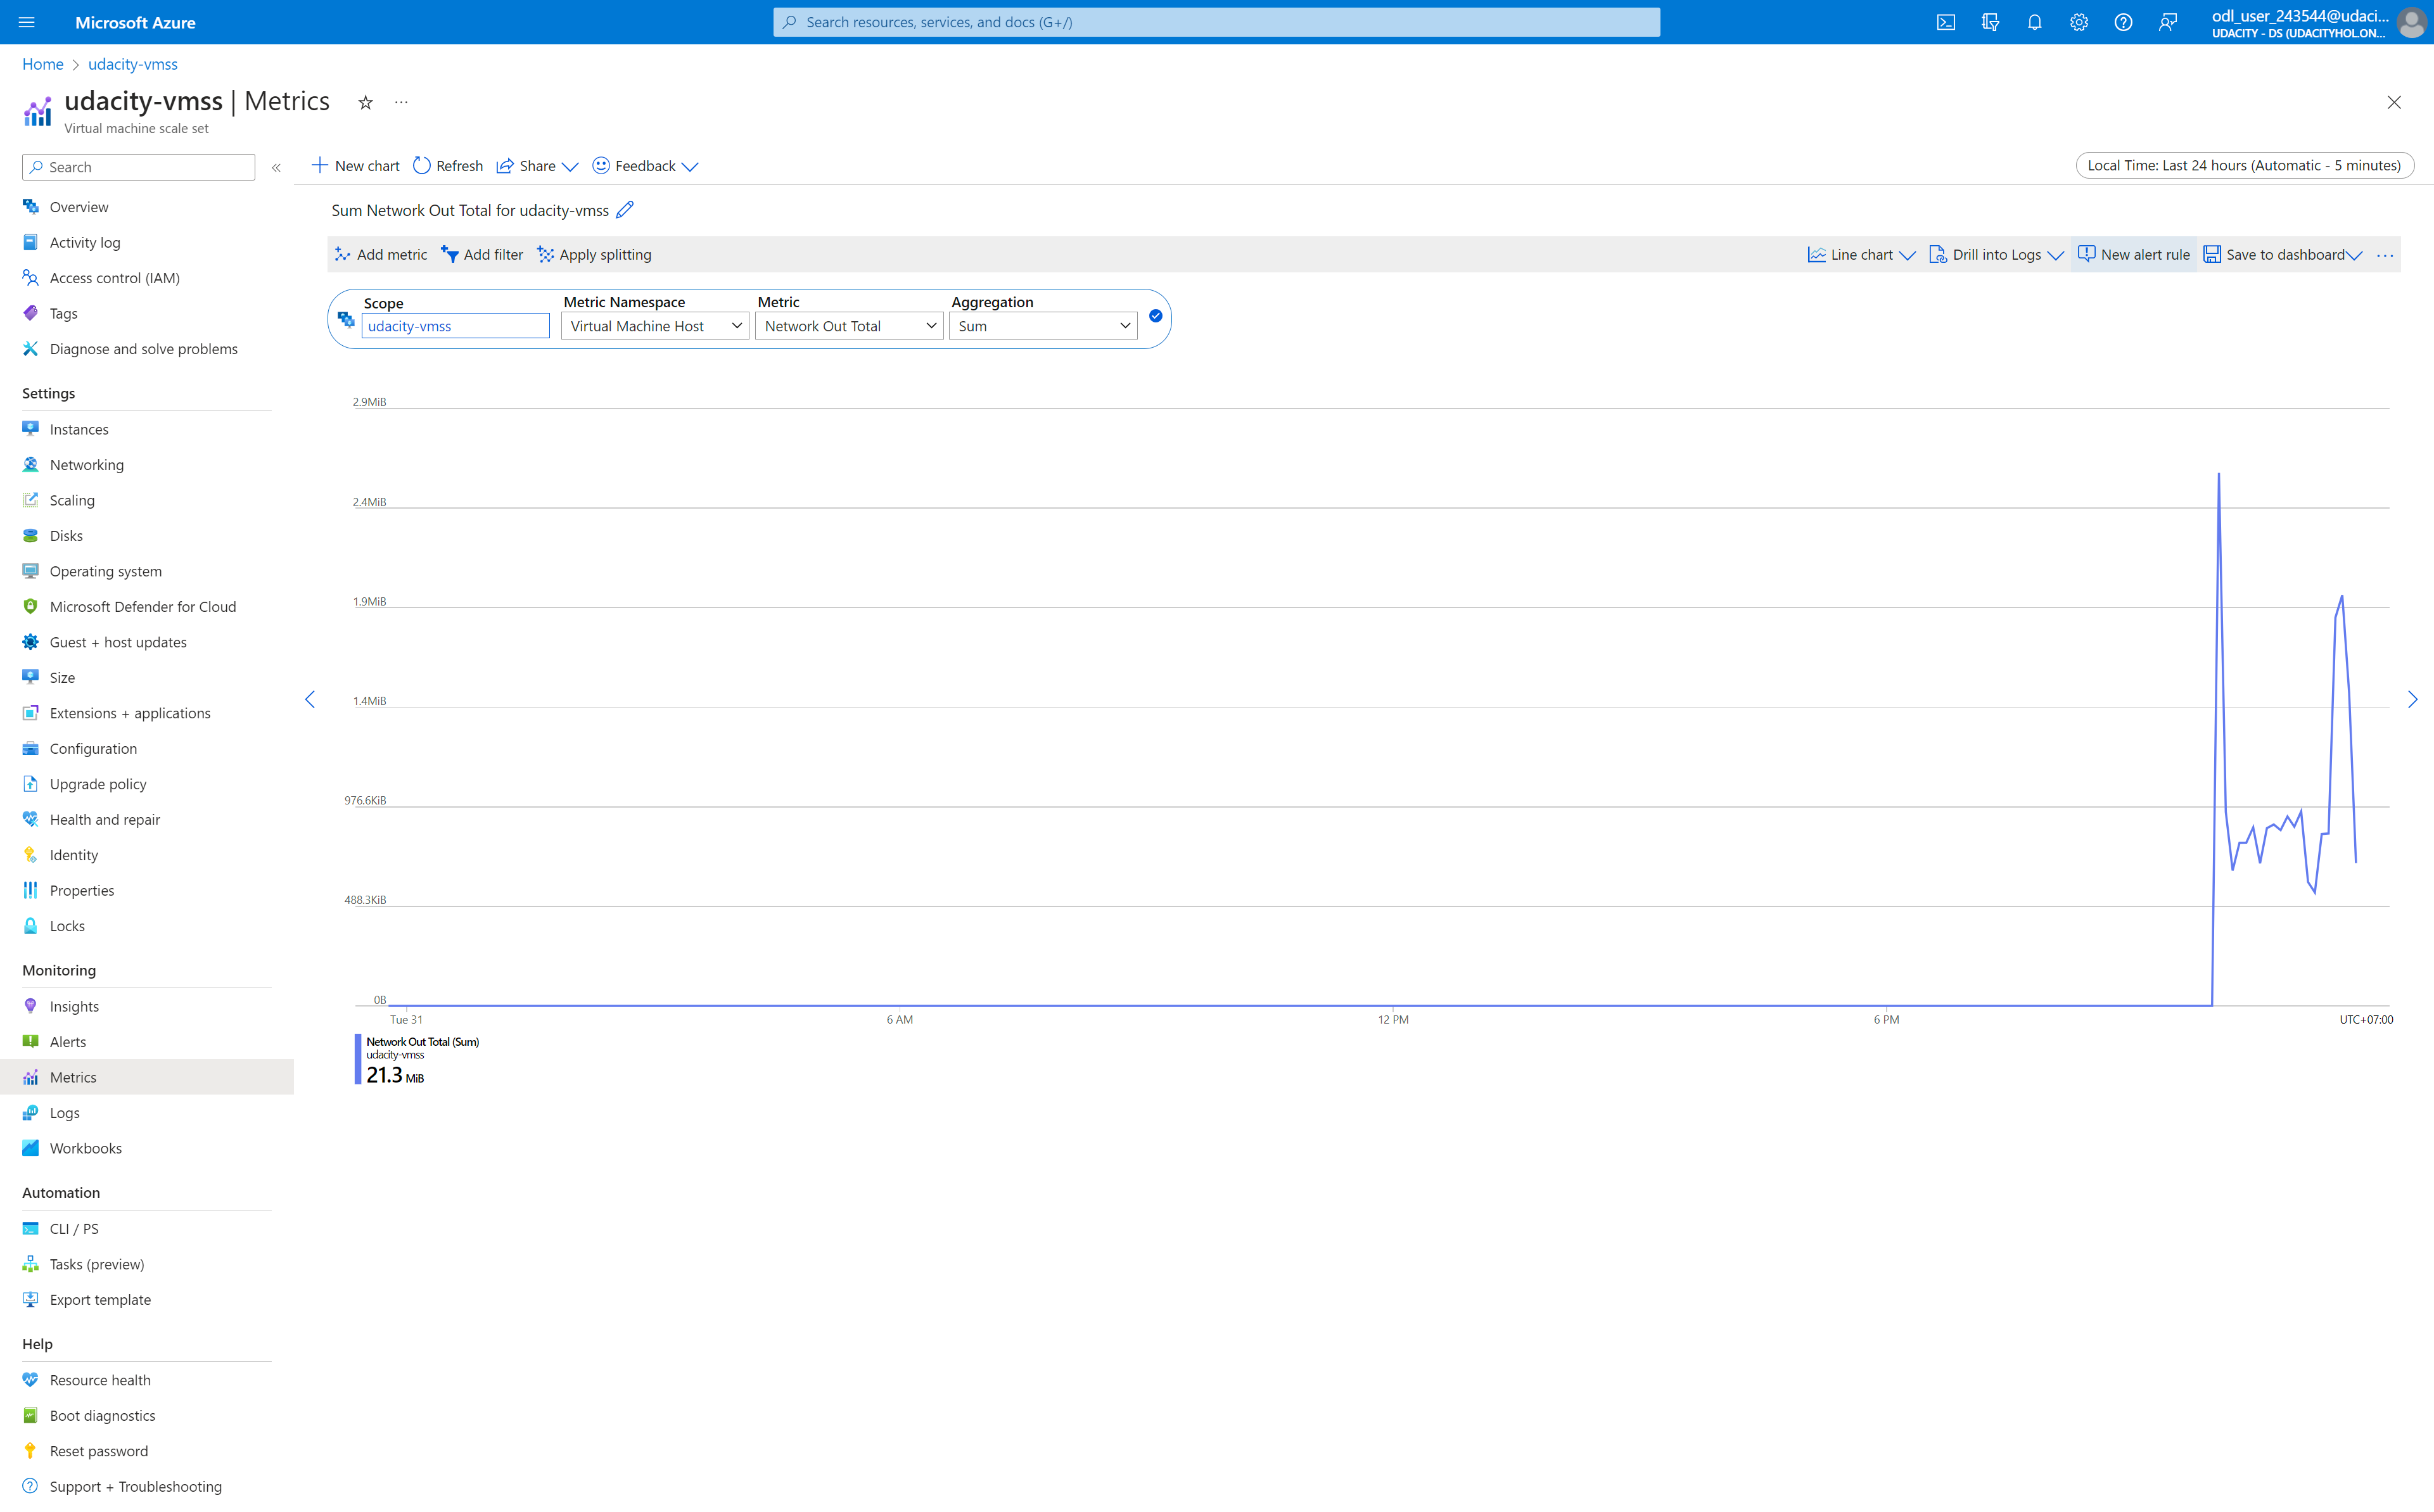 Microsoft Azure
Search resources, services, and docs (G+/)
odl_user_243544@udaci...
UDACITY - DS (UDACITYHOL.ON...
Home > udacity-vmss
udacity-vmss | Metrics
Virtual machine scale set
Search
New chart Refresh Share Feedback
Local Time: Last 24 hours (Automatic - 5 minutes)
Sum Network Out Total for udacity-vmss
Add metric Add filter Apply splitting
Line chart Drill into Logs New alert rule Save to dashboard
Scope Metric Namespace Metric Aggregation
udacity-vmss Virtual Machine Host Network Out Total Sum
Overview
Activity log
Access control (IAM)
Tags
Diagnose and solve problems
Settings
Instances
Networking
Scaling
Disks
Operating system
Microsoft Defender for Cloud
Guest + host updates
Size
Extensions + applications
Configuration
Upgrade policy
Health and repair
Identity
Properties
Locks
Monitoring
Insights
Alerts
Metrics
Logs
Workbooks
Automation
CLI / PS
Tasks (preview)
Export template
Help
Resource health
Boot diagnostics
Reset password
Support + Troubleshooting
2.9MiB
2.4MiB
1.9MiB
1.4MiB
976.6KiB
488.3KiB
0B
Tue 31 6 AM 12 PM 6 PM UTC+07:00
Network Out Total (Sum)
udacity-vmss
21.3 MiB